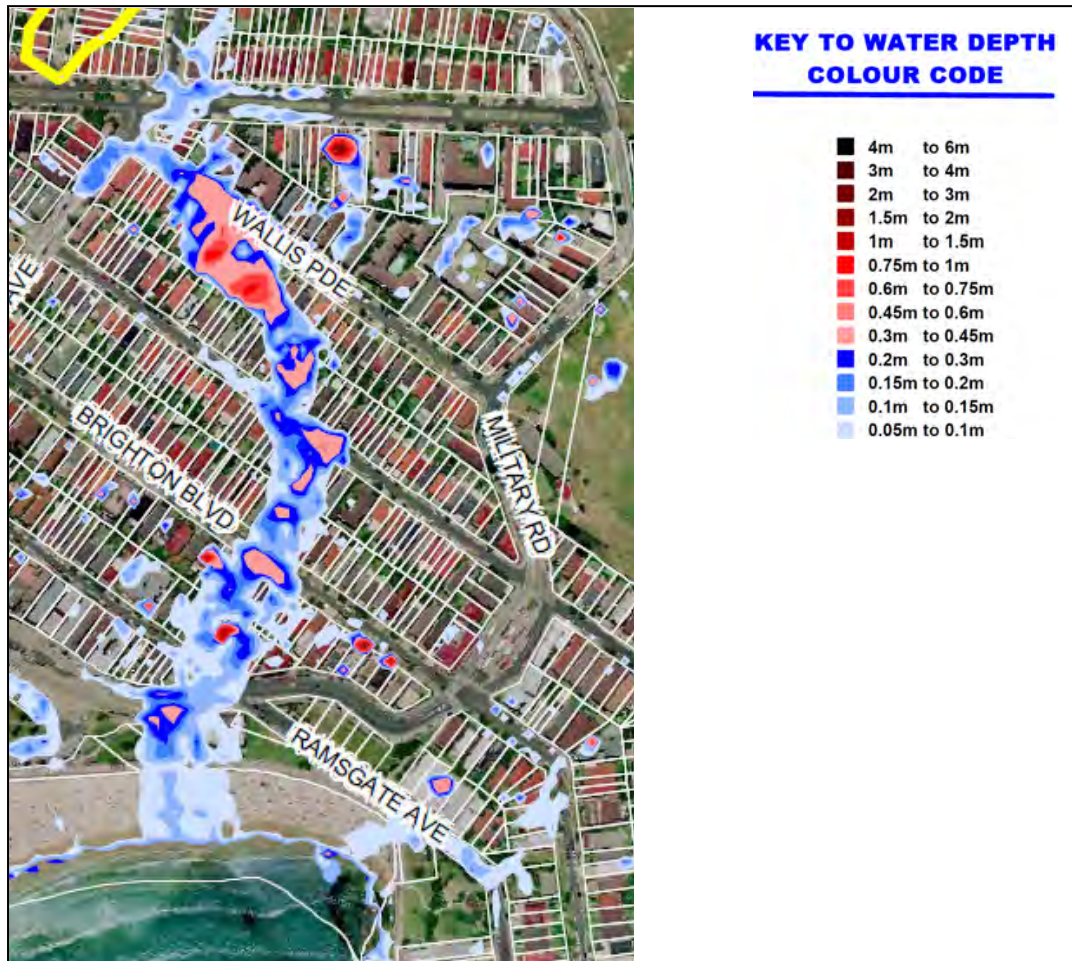 KEY TO WATER DEPTH
COLOUR CODE
4m to 6m
3m to 4m
2m to 3m
1.5m to 2m
1m to 1.5m
0.75m to 1m
0.6m to 0.75m
0.45m to 0.6m
0.3m to 0.45m
0.2m to 0.3m
0.15m to 0.2m
0.1m to 0.15m
0.05m to 0.1m
WALLIS PDE
AVE
BRIGHTON BLVD
MILITARY RD
RAMSGATE AVE